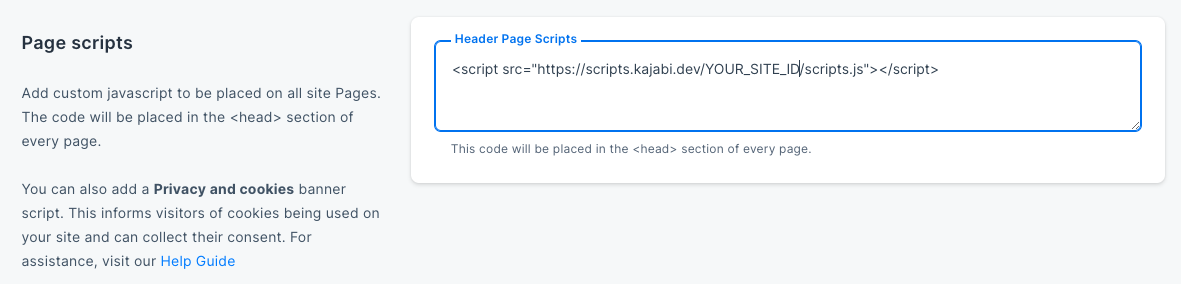 Page scripts
Add custom javascript to be placed on all site Pages.
The code will be placed in the <head> section of
every page.
You can also add a Privacy and cookies banner
script. This informs visitors of cookies being used on
your site and can collect their consent. For
assistance, visit our Help Guide
Header Page Scripts
<script src="https://scripts.kajabi.dev/YOUR_SITE_ID/scripts.js"></script>
This code will be placed in the <head> section of every page.